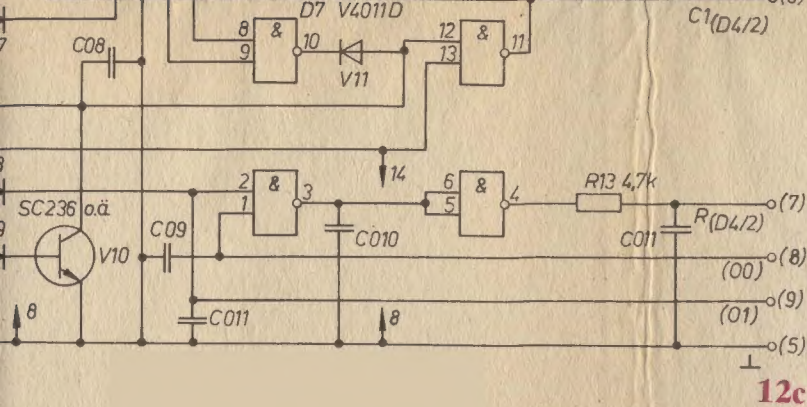 D7 V4011D
C1(D4/2)
8
9
&
10
V11
12
13
&
11
C08
14
2
1
&
3
6
5
&
4
R13 4,7k
(7)
R(D4/2)
SC236 o.ä
V10
C09
C010
C011
(8)
(00)
(9)
(01)
8
C011
8
(5)
12c